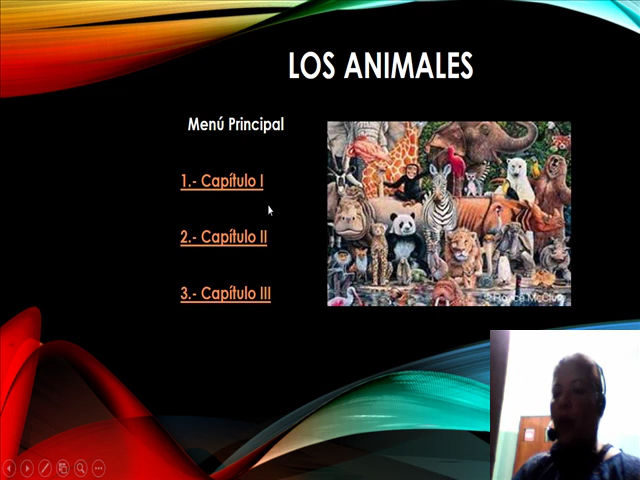 LOS ANIMALES
Menú Principal
1.- Capítulo I
2.- Capítulo II
3.- Capítulo III